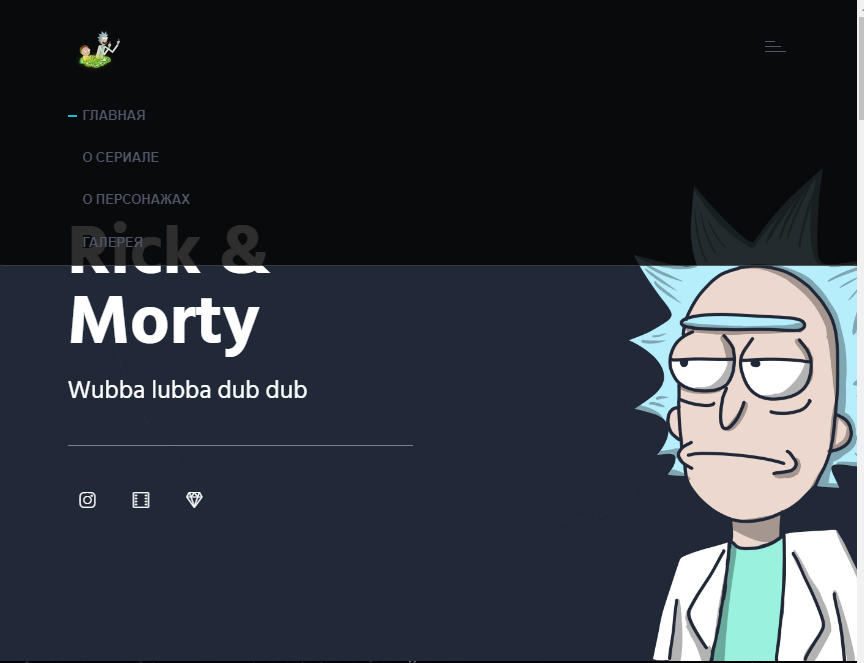 ГЛАВНАЯ
О СЕРИАЛЕ
О ПЕРСОНАЖАХ
ГАЛЕРЕЯ
Rick &
Morty
Wubba lubba dub dub